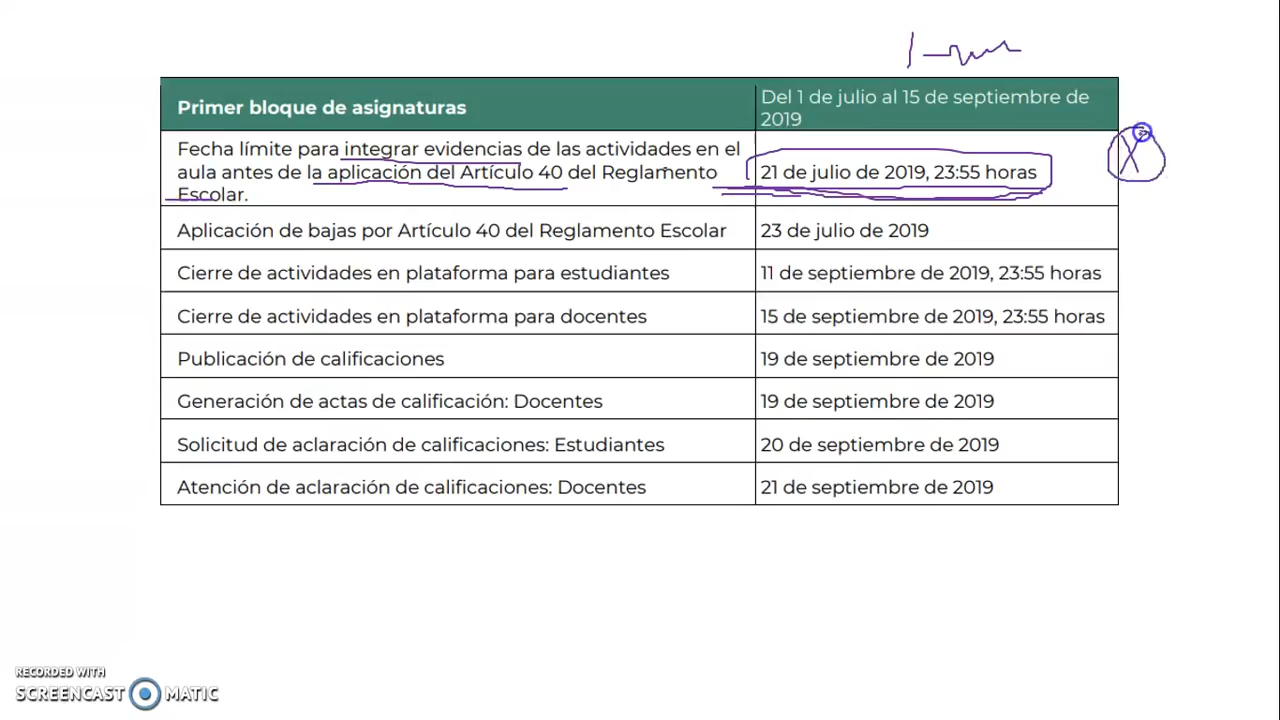 Primer bloque de asignaturas
Del 1 de julio al 15 de septiembre de
2019
Fecha límite para integrar evidencias de las actividades en el
aula antes de la aplicación del Artículo 40 del Reglamento
Escolar.
21 de julio de 2019, 23:55 horas
X
Aplicación de bajas por Artículo 40 del Reglamento Escolar
23 de julio de 2019
Cierre de actividades en plataforma para estudiantes
11 de septiembre de 2019, 23:55 horas
Cierre de actividades en plataforma para docentes
15 de septiembre de 2019, 23:55 horas
Publicación de calificaciones
19 de septiembre de 2019
Generación de actas de calificación: Docentes
19 de septiembre de 2019
Solicitud de aclaración de calificaciones: Estudiantes
20 de septiembre de 2019
Atención de aclaración de calificaciones: Docentes
21 de septiembre de 2019
RECORDED WITH
SCREENCAST MATIC